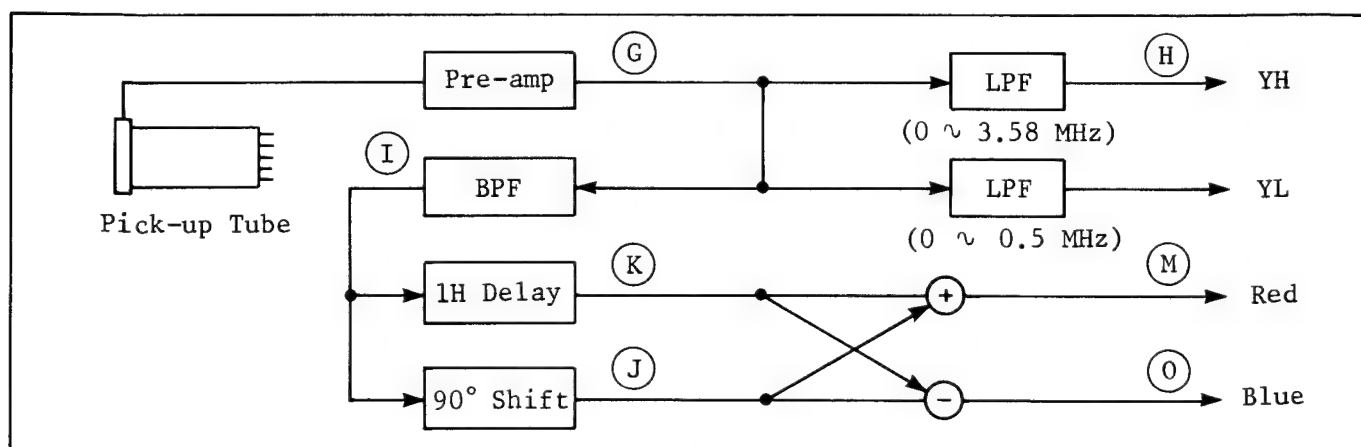 G
H
Pre-amp
LPF
YH
(0 ∿ 3.58 MHz)
I
BPF
LPF
YL
Pick-up Tube
(0 ∿ 0.5 MHz)
K
M
1H Delay
+
Red
J
O
90° Shift
−
Blue